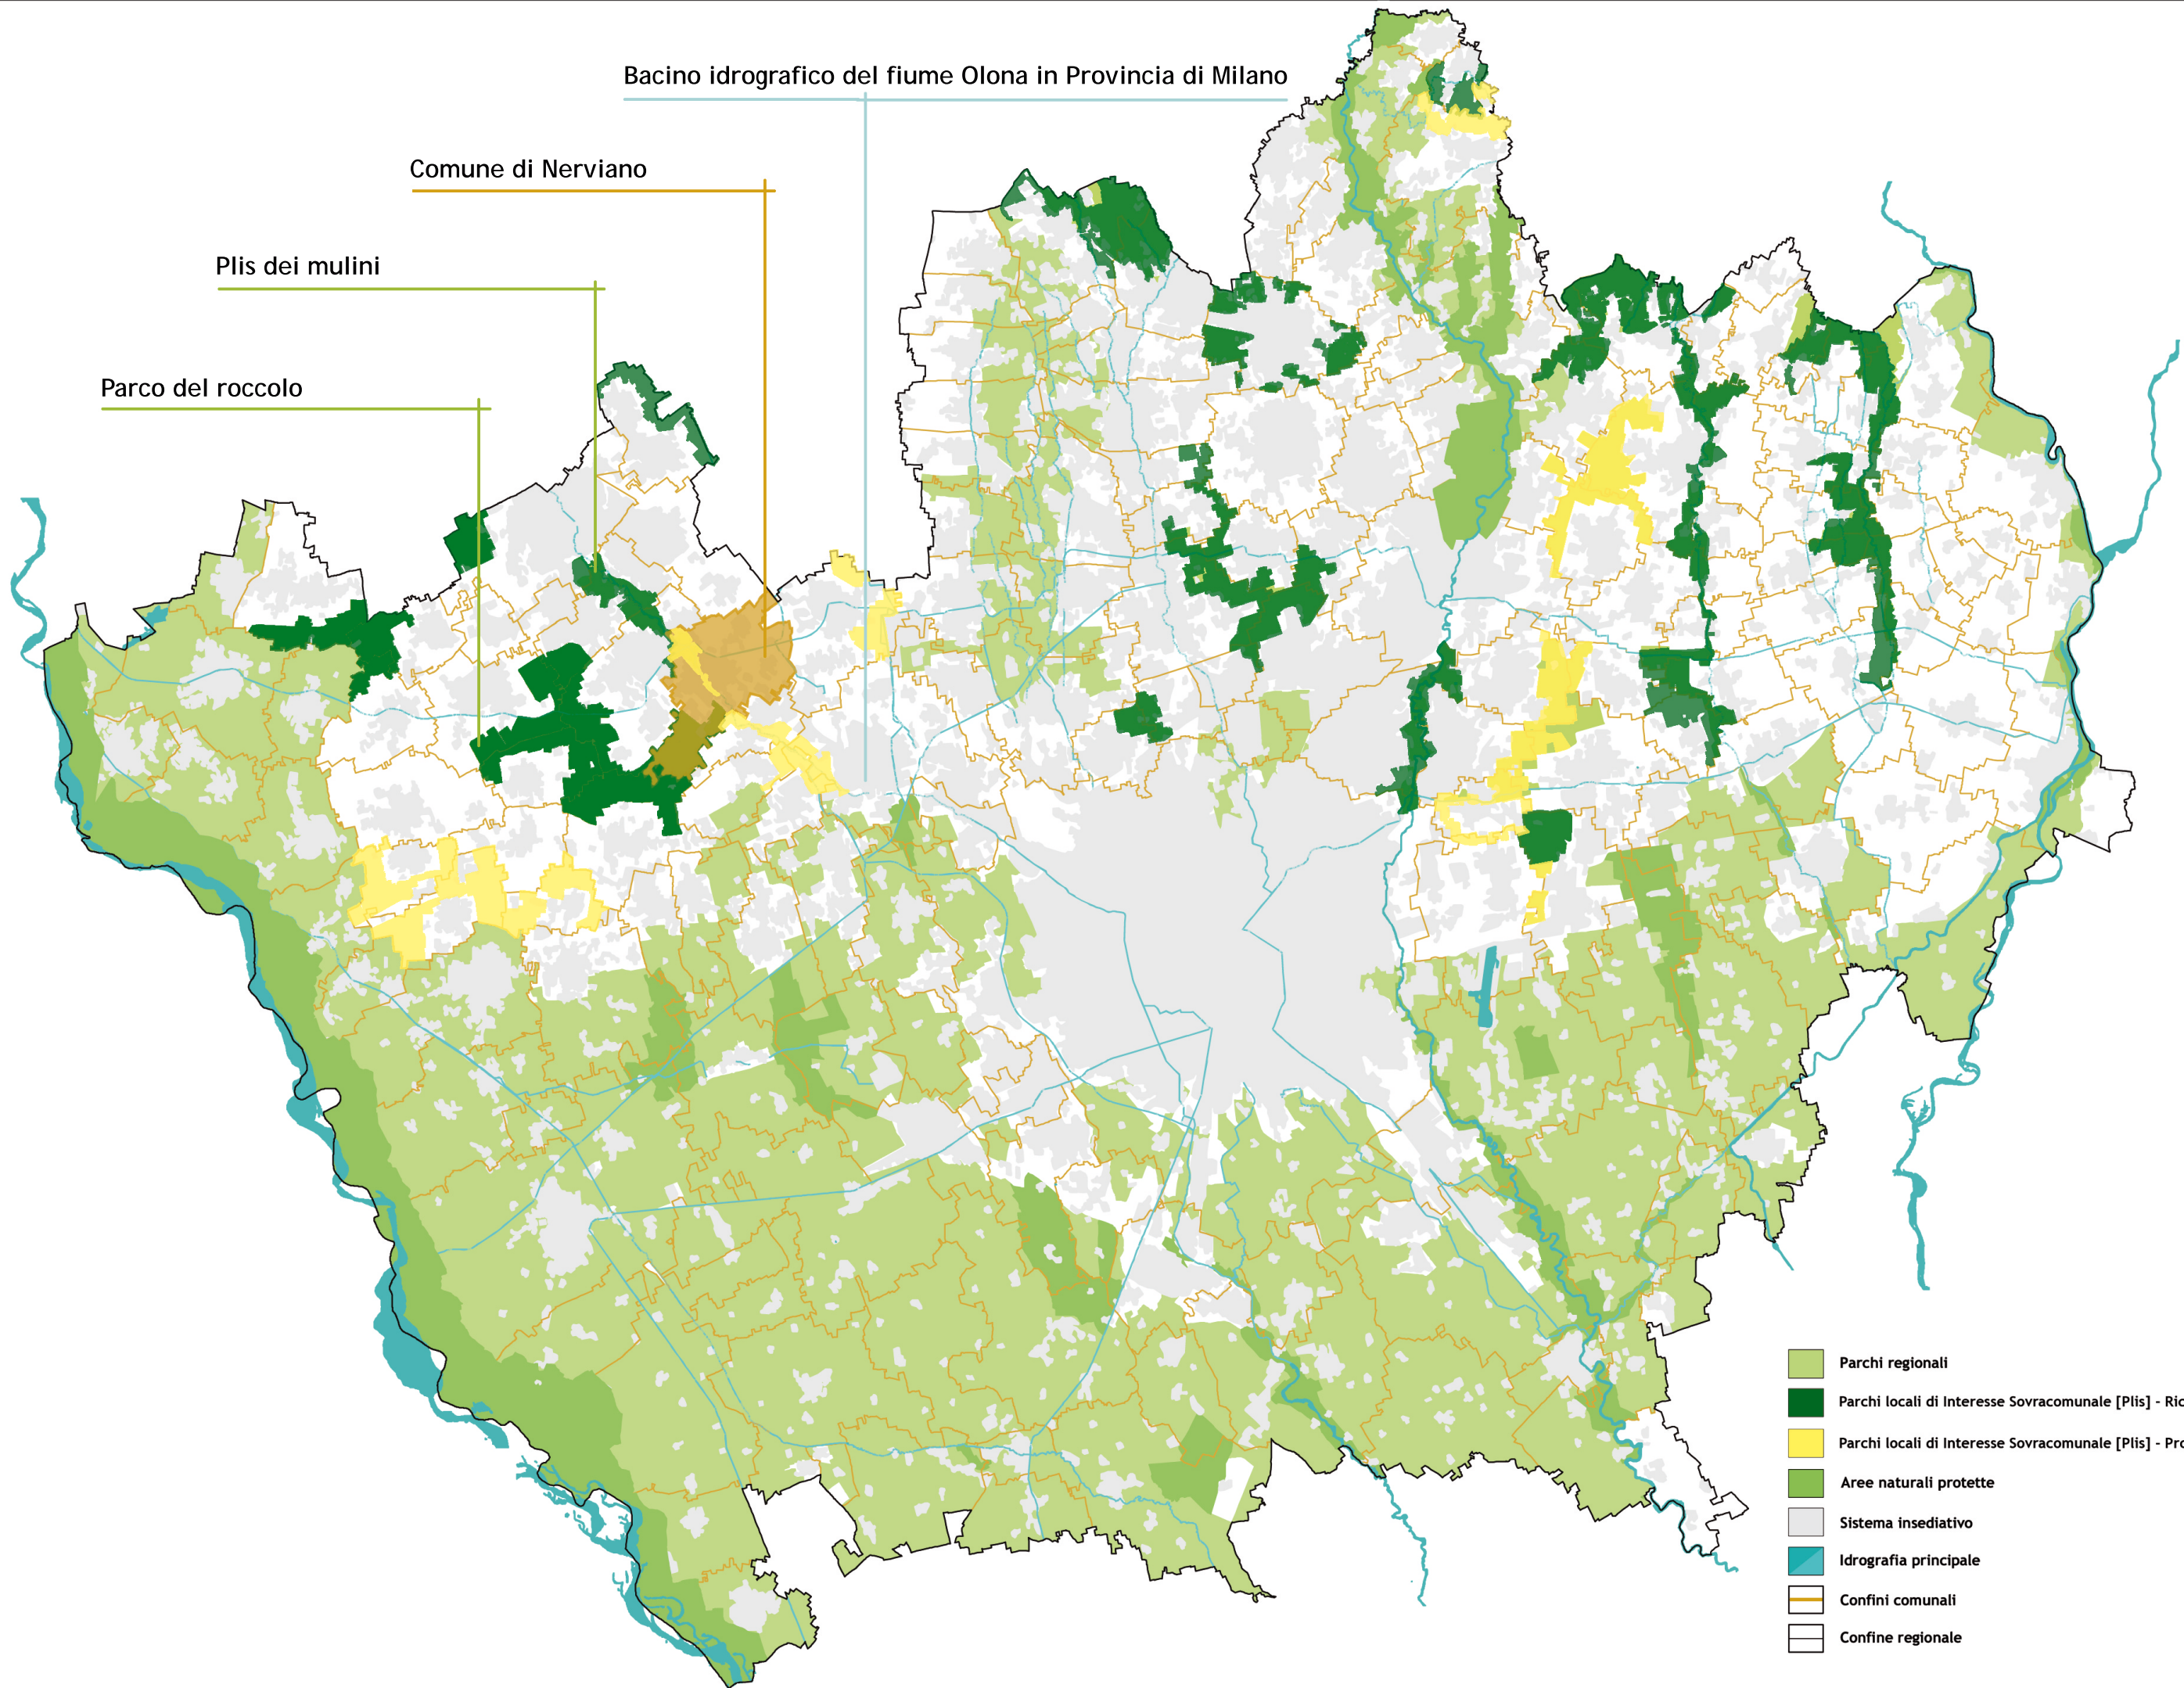 Bacino idrografico del fiume Olona in Provincia di Milano
Comune di Nerviano
Plis dei mulini
Parco del roccolo
Parchi regionali
Parchi locali di Interesse Sovracomunale [Plis] - Ric
Parchi locali di Interesse Sovracomunale [Plis] - Pro
Aree naturali protette
Sistema insediativo
Idrografia principale
Confini comunali
Confine regionale